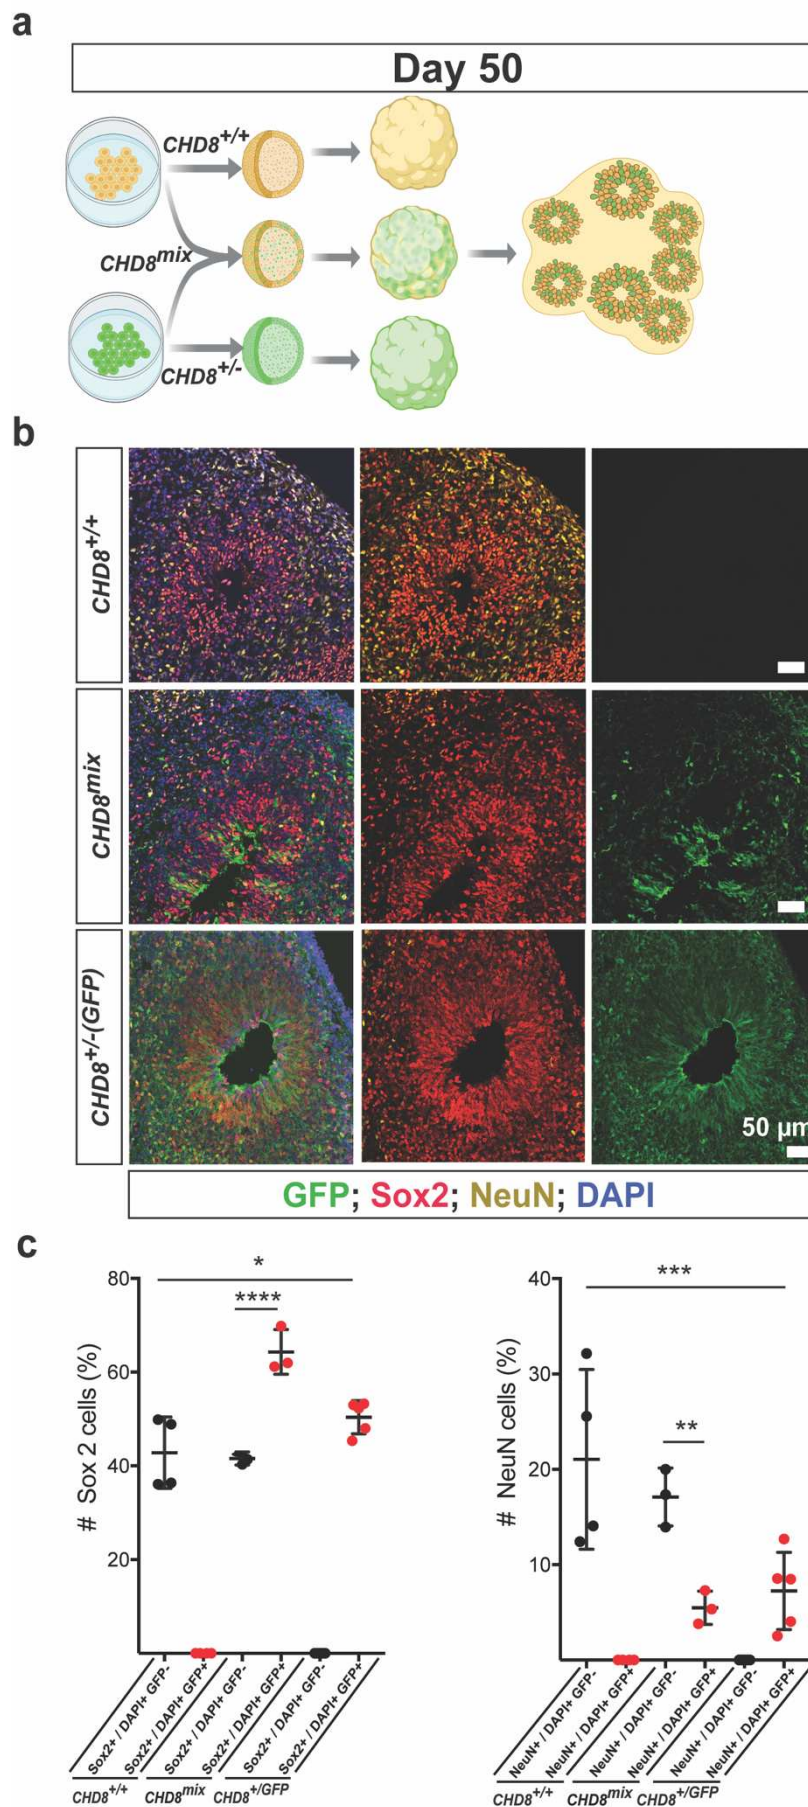 a
Day 50
CHD8+/+
CHD8mix
CHD8+/-
b
CHD8+/+
CHD8mix
CHD8+/-(GFP)
50 µm
GFP; Sox2; NeuN; DAPI
c
# Sox 2 cells (%)
80
60
40
20
*
****
Sox2+ / DAPI+ GFP-
Sox2+ / DAPI+ GFP+
Sox2+ / DAPI+ GFP-
Sox2+ / DAPI+ GFP+
Sox2+ / DAPI+ GFP-
Sox2+ / DAPI+ GFP+
CHD8+/+
CHD8mix
CHD8+/GFP
# NeuN cells (%)
40
30
20
10
***
**
NeuN+ / DAPI+ GFP-
NeuN+ / DAPI+ GFP+
NeuN+ / DAPI+ GFP-
NeuN+ / DAPI+ GFP+
NeuN+ / DAPI+ GFP-
NeuN+ / DAPI+ GFP+
CHD8+/+
CHD8mix
CHD8+/GFP